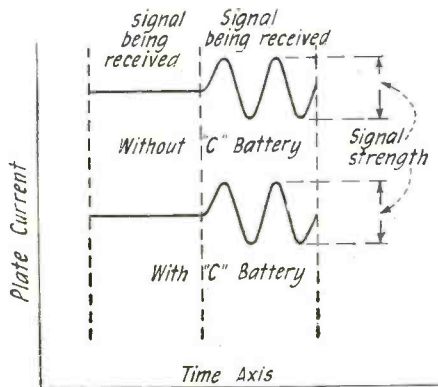 signal
being
received
Signal
being received
Without "C" Battery
Signal
strength
With "C" Battery
Plate Current
Time Axis